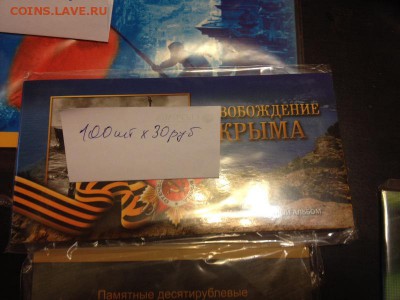 COINS.LAVE.RU
ВОБОЖДЕНИЕ
КРЫМА
100шт х 30руб
Памятные десятирублевые